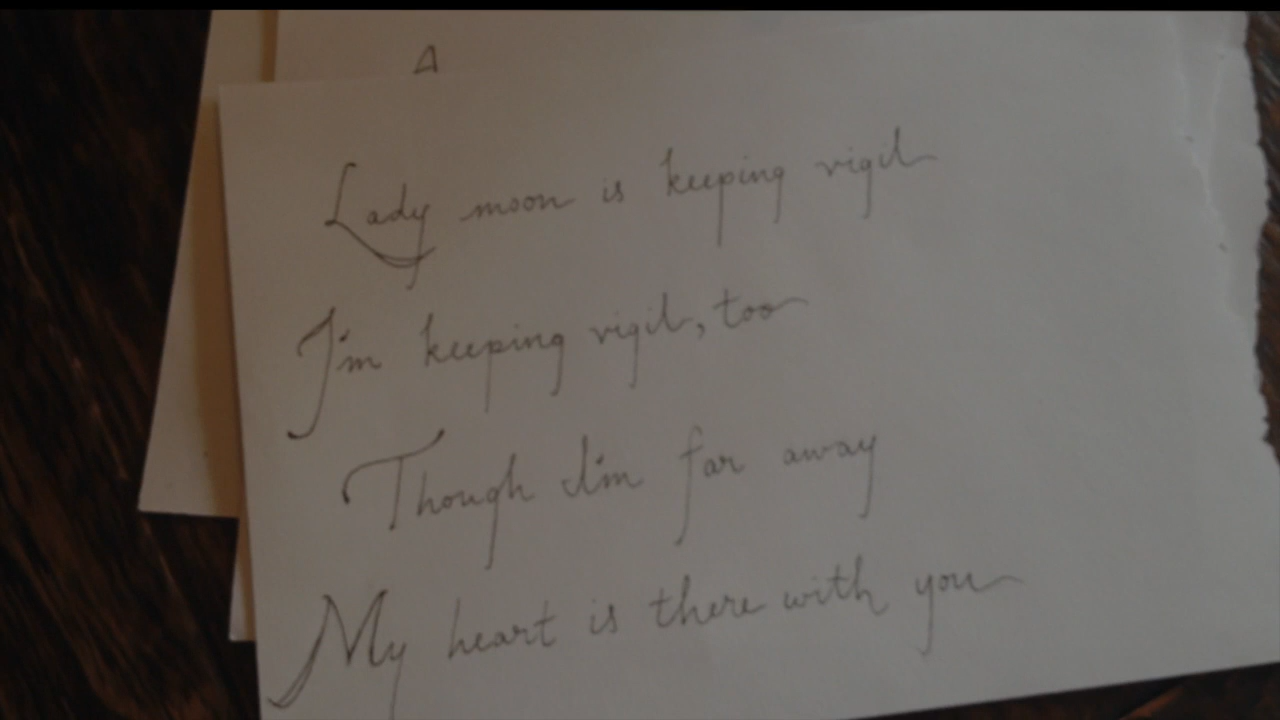 A
Lady moon is keeping vigil
I'm keeping vigil, too
Though I'm far away
My heart is there with you